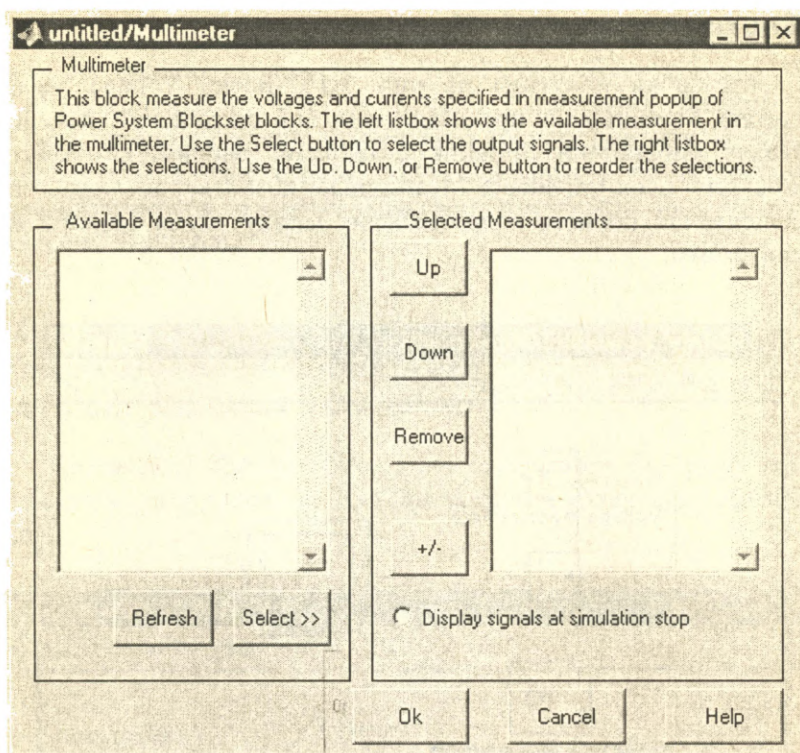 untitled/Multimeter
Multimeter
This block measure the voltages and currents specified in measurement popup of
Power System Blockset blocks. The left listbox shows the available measurement in
the multimeter. Use the Select button to select the output signals. The right listbox
shows the selections. Use the Up, Down, or Remove button to reorder the selections.
Available Measurements
Selected Measurements
Up
Down
Remove
+/-
Refresh
Select >>
Display signals at simulation stop
Ok
Cancel
Help